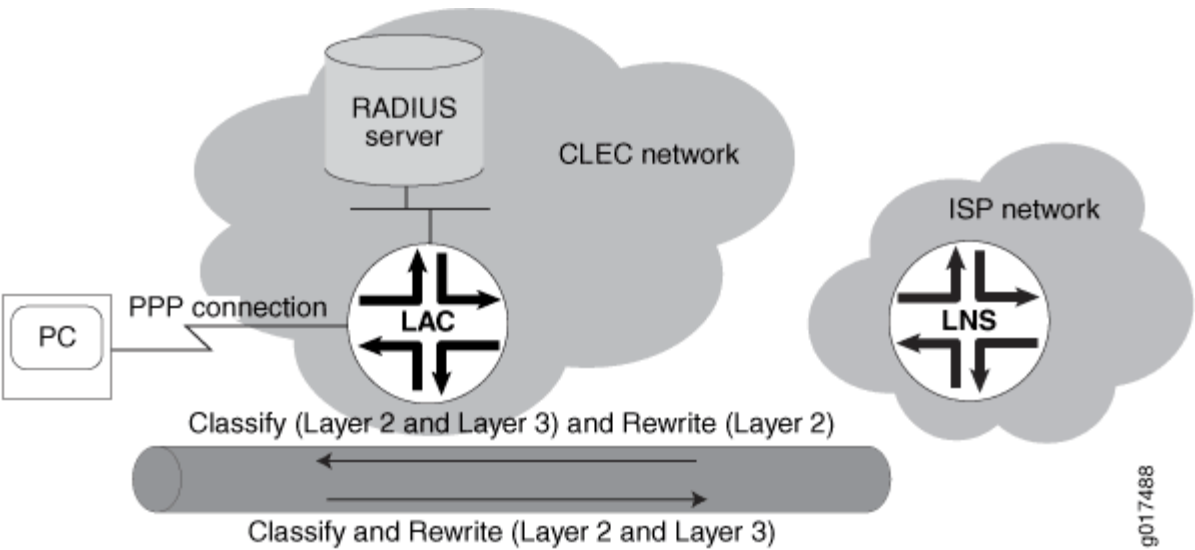 RADIUS
server
CLEC network
ISP network
PPP connection
PC
LAC
LNS
Classify (Layer 2 and Layer 3) and Rewrite (Layer 2)
Classify and Rewrite (Layer 2 and Layer 3)
g017488